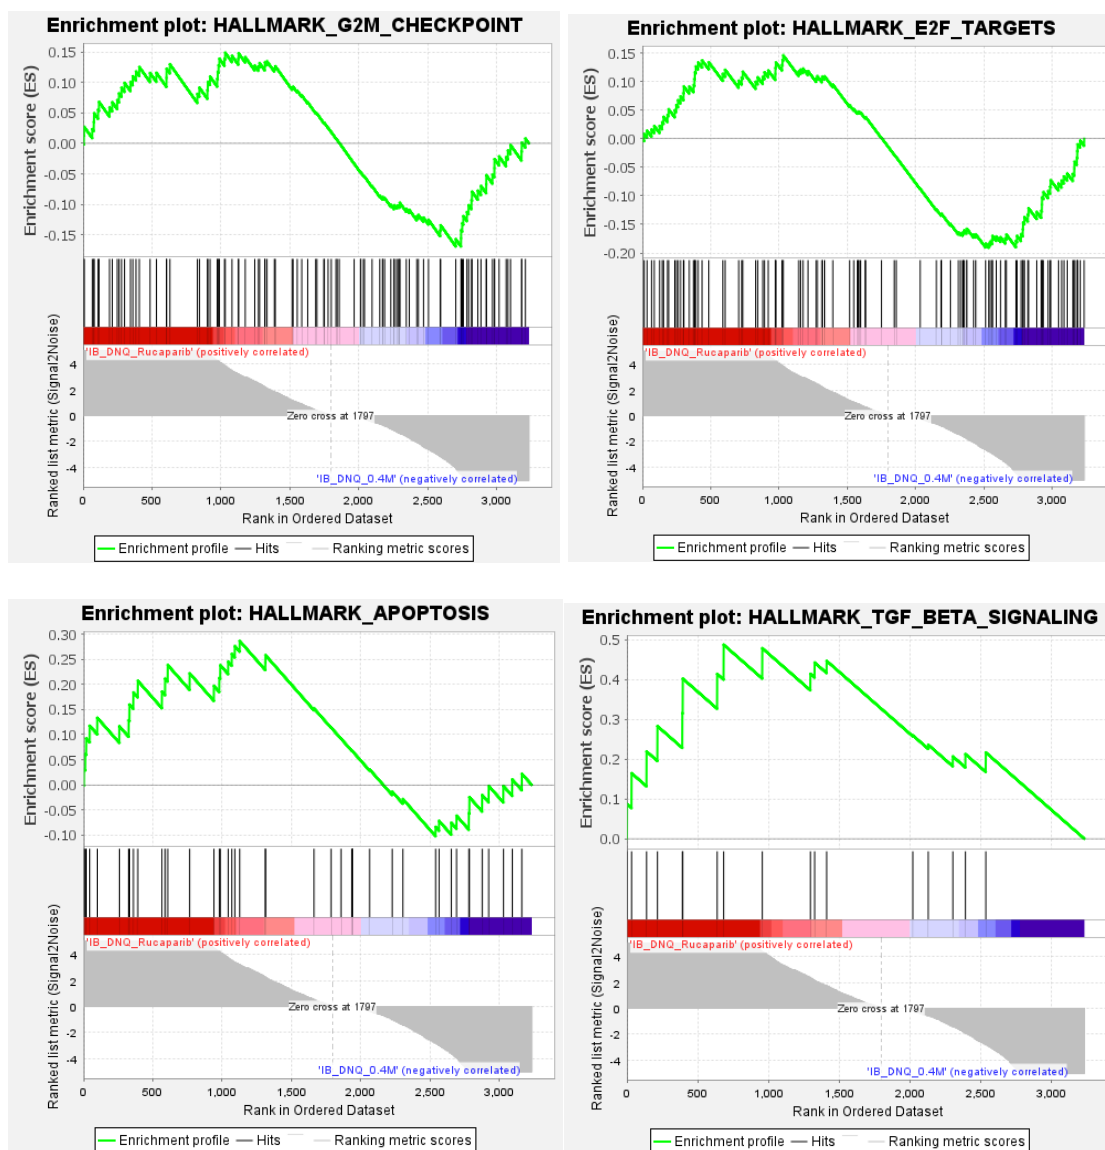 Enrichment plot: HALLMARK_G2M_CHECKPOINT
Enrichment score (ES)
0.15
0.10
0.05
0.00
-0.05
-0.10
-0.15
Ranked list metric (Signal2Noise)
'IB_DNQ_Rucaparib' (positively correlated)
4
2
0
-2
-4
Zero cross at 1797
'IB_DNQ_0.4M' (negatively correlated)
0 500 1,000 1,500 2,000 2,500 3,000
Rank in Ordered Dataset
Enrichment profile Hits Ranking metric scores
Enrichment plot: HALLMARK_E2F_TARGETS
Enrichment score (ES)
0.15
0.10
0.05
0.00
-0.05
-0.10
-0.15
-0.20
Ranked list metric (Signal2Noise)
'IB_DNQ_Rucaparib' (positively correlated)
4
2
0
-2
-4
Zero cross at 1797
'IB_DNQ_0.4M' (negatively correlated)
0 500 1,000 1,500 2,000 2,500 3,000
Rank in Ordered Dataset
Enrichment profile Hits Ranking metric scores
Enrichment plot: HALLMARK_APOPTOSIS
Enrichment score (ES)
0.30
0.25
0.20
0.15
0.10
0.05
0.00
-0.05
-0.10
Ranked list metric (Signal2Noise)
'IB_DNQ_Rucaparib' (positively correlated)
4
2
0
-2
-4
Zero cross at 1797
'IB_DNQ_0.4M' (negatively correlated)
0 500 1,000 1,500 2,000 2,500 3,000
Rank in Ordered Dataset
Enrichment profile Hits Ranking metric scores
Enrichment plot: HALLMARK_TGF_BETA_SIGNALING
Enrichment score (ES)
0.5
0.4
0.3
0.2
0.1
0.0
Ranked list metric (Signal2Noise)
'IB_DNQ_Rucaparib' (positively correlated)
4
2
0
-2
-4
Zero cross at 1797
'IB_DNQ_0.4M' (negatively correlated)
0 500 1,000 1,500 2,000 2,500 3,000
Rank in Ordered Dataset
Enrichment profile Hits Ranking metric scores